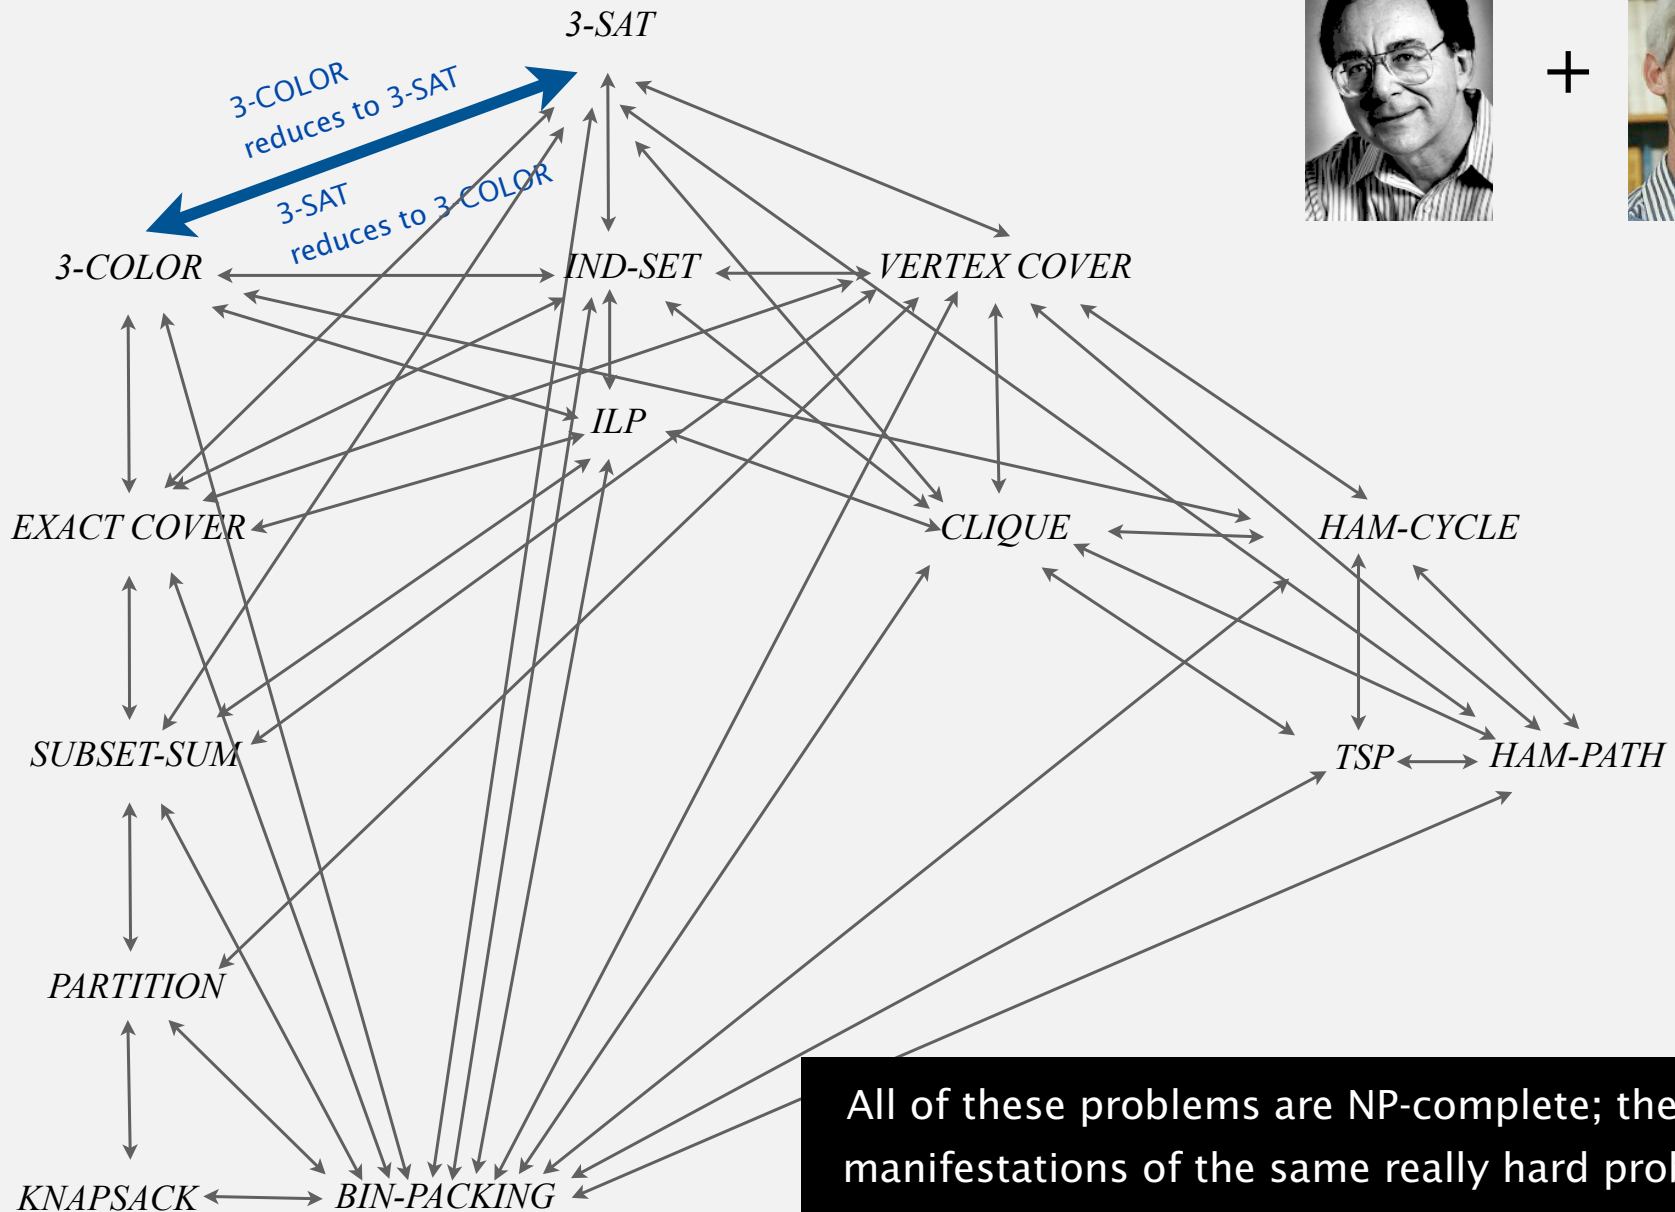 3-SAT
+
3-COLOR
reduces to 3-SAT
3-SAT
reduces to 3-COLOR
3-COLOR
IND-SET
VERTEX COVER
ILP
EXACT COVER
CLIQUE
HAM-CYCLE
SUBSET-SUM
TSP
HAM-PATH
PARTITION
All of these problems are NP-complete;
manifestations of the same really hard
KNAPSACK
BIN-PACKING